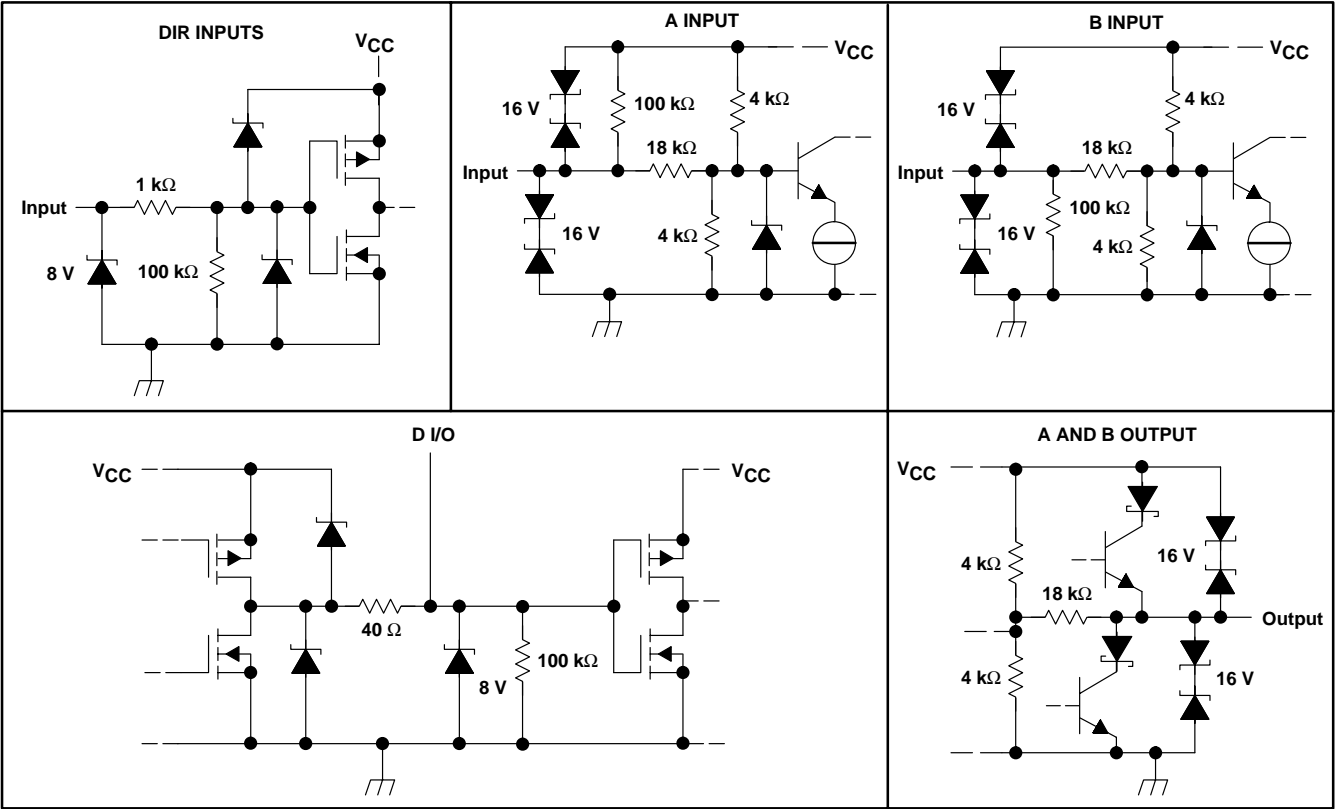 DIR INPUTS
VCC
1 kΩ
Input
8 V
100 kΩ
A INPUT
VCC
16 V
100 kΩ
4 kΩ
18 kΩ
Input
16 V
4 kΩ
B INPUT
VCC
16 V
4 kΩ
18 kΩ
Input
100 kΩ
16 V
4 kΩ
D I/O
VCC
VCC
40 Ω
8 V
100 kΩ
A AND B OUTPUT
VCC
16 V
4 kΩ
18 kΩ
Output
4 kΩ
16 V